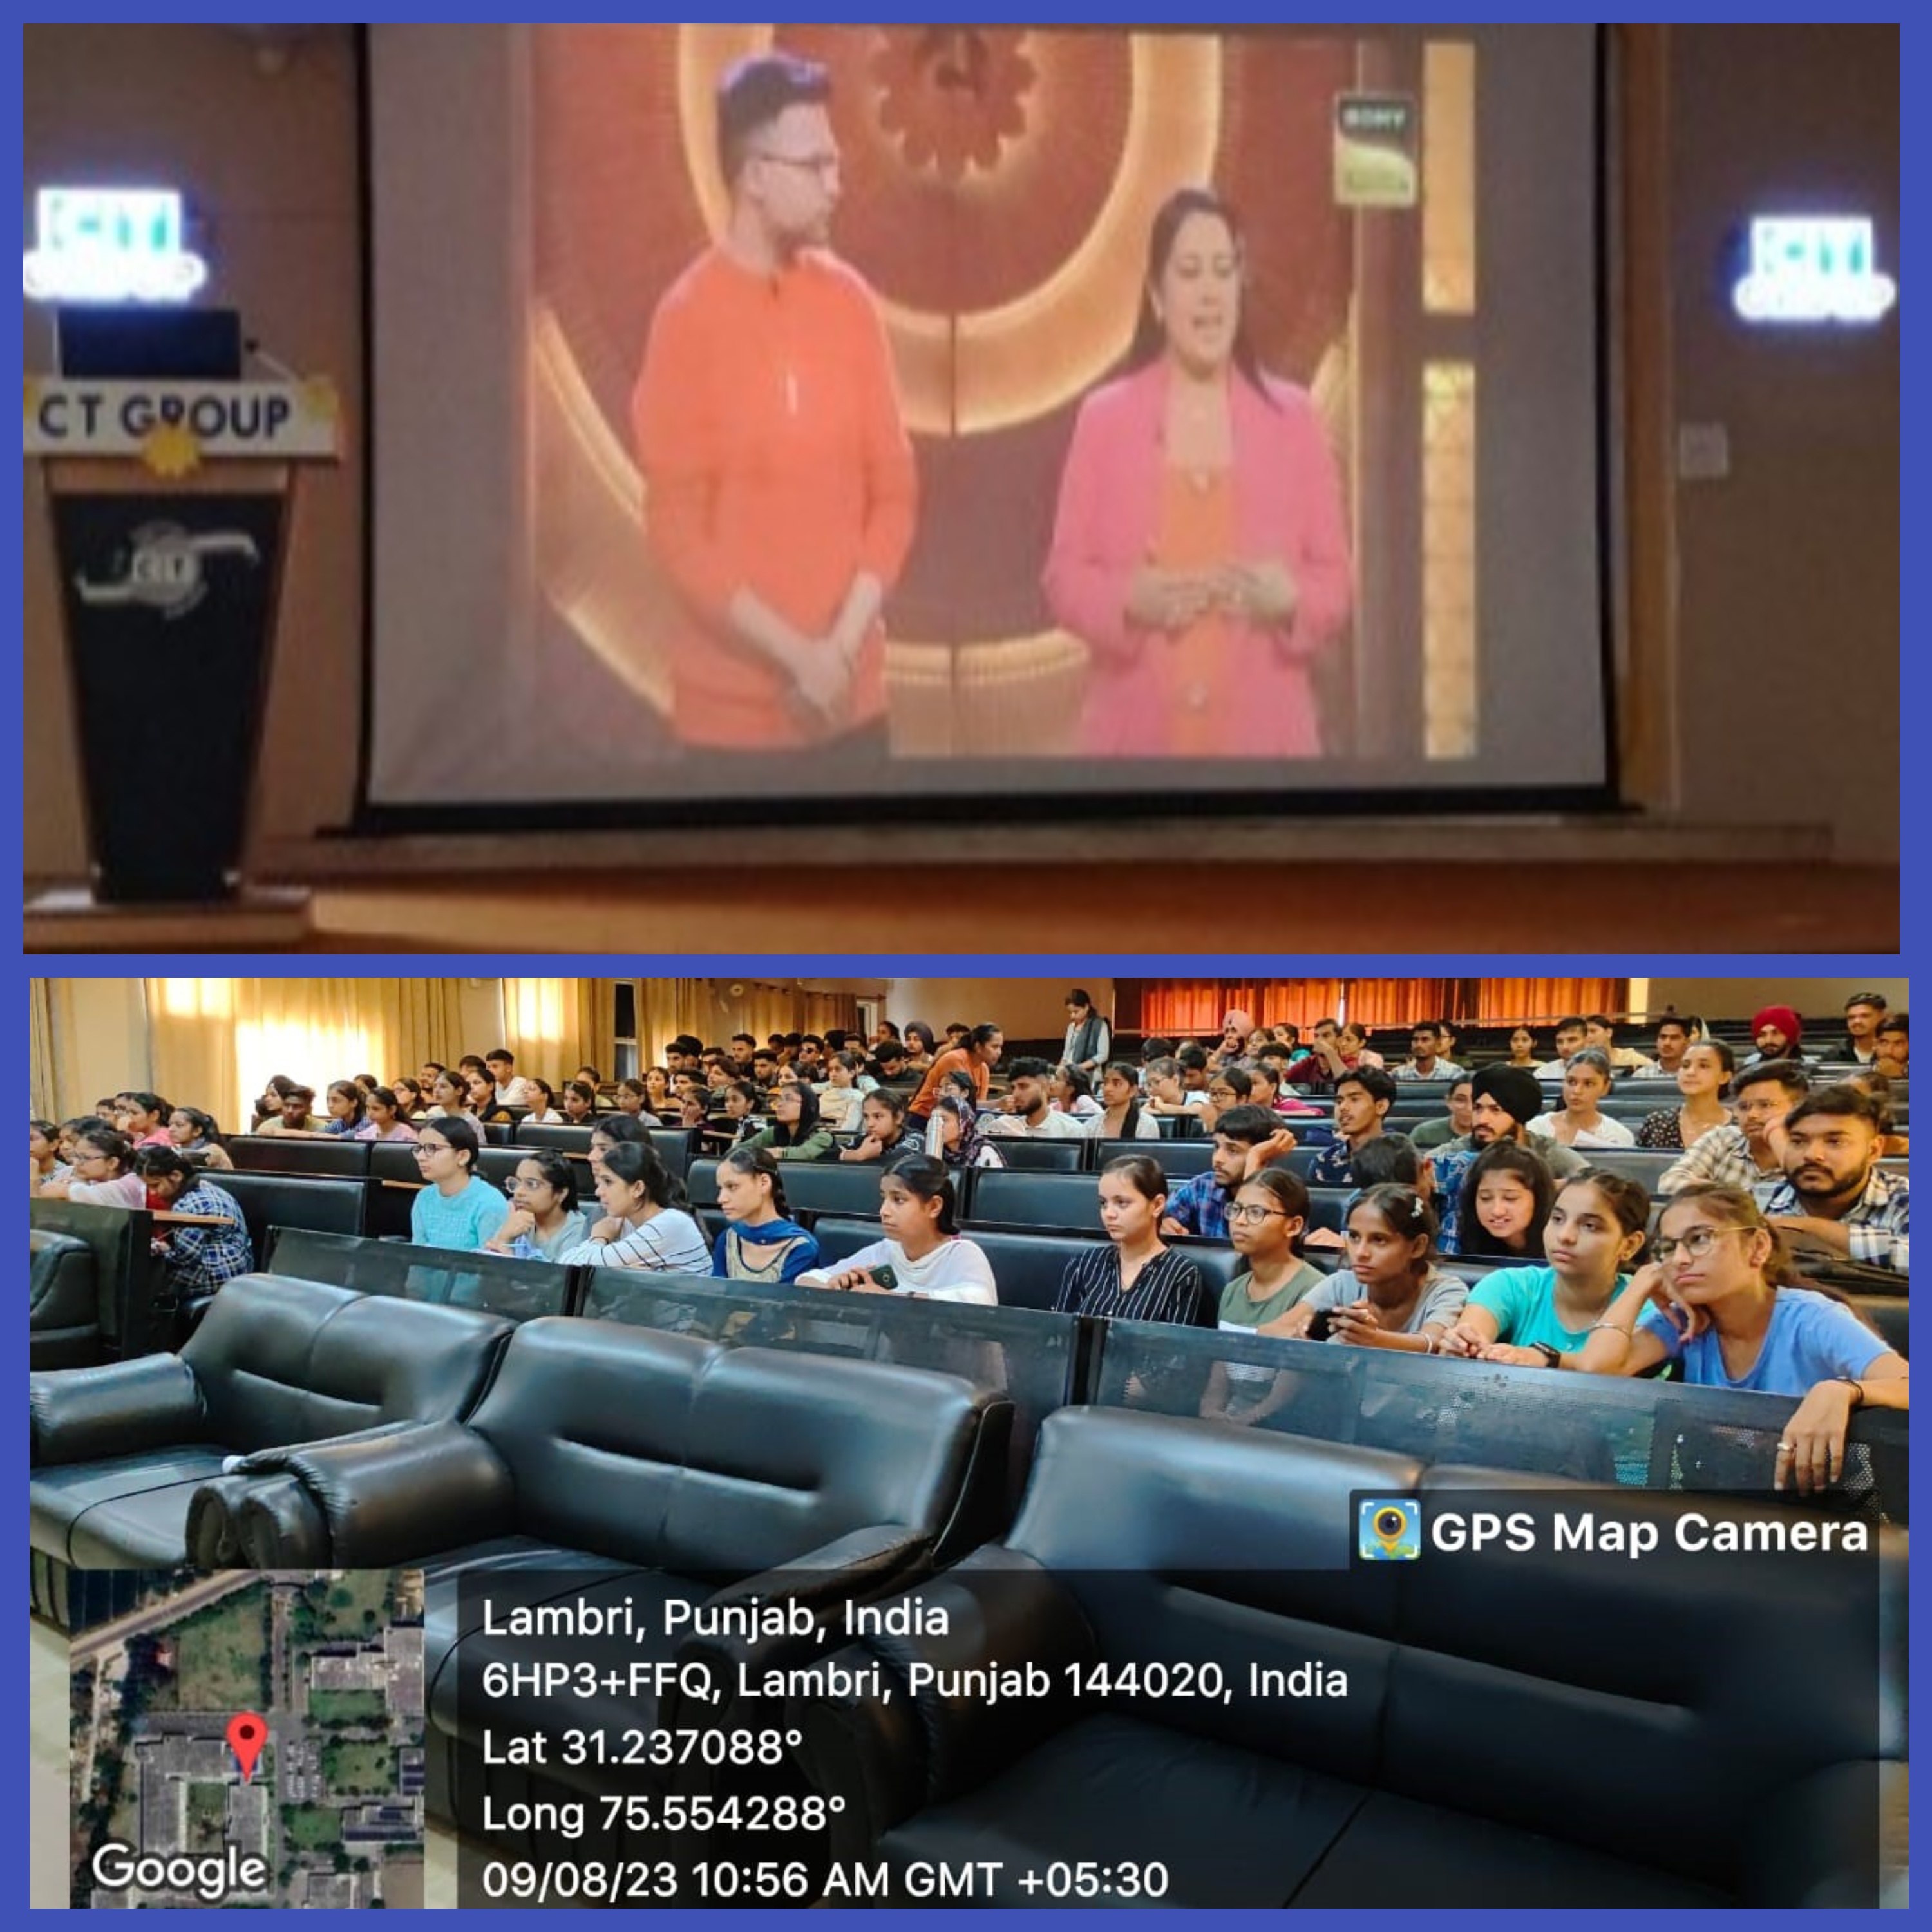 SONY
CT GROUP
GPS Map Camera
Lambri, Punjab, India
6HP3+FFQ, Lambri, Punjab 144020, India
Lat 31.237088°
Long 75.554288°
09/08/23 10:56 AM GMT +05:30
Google